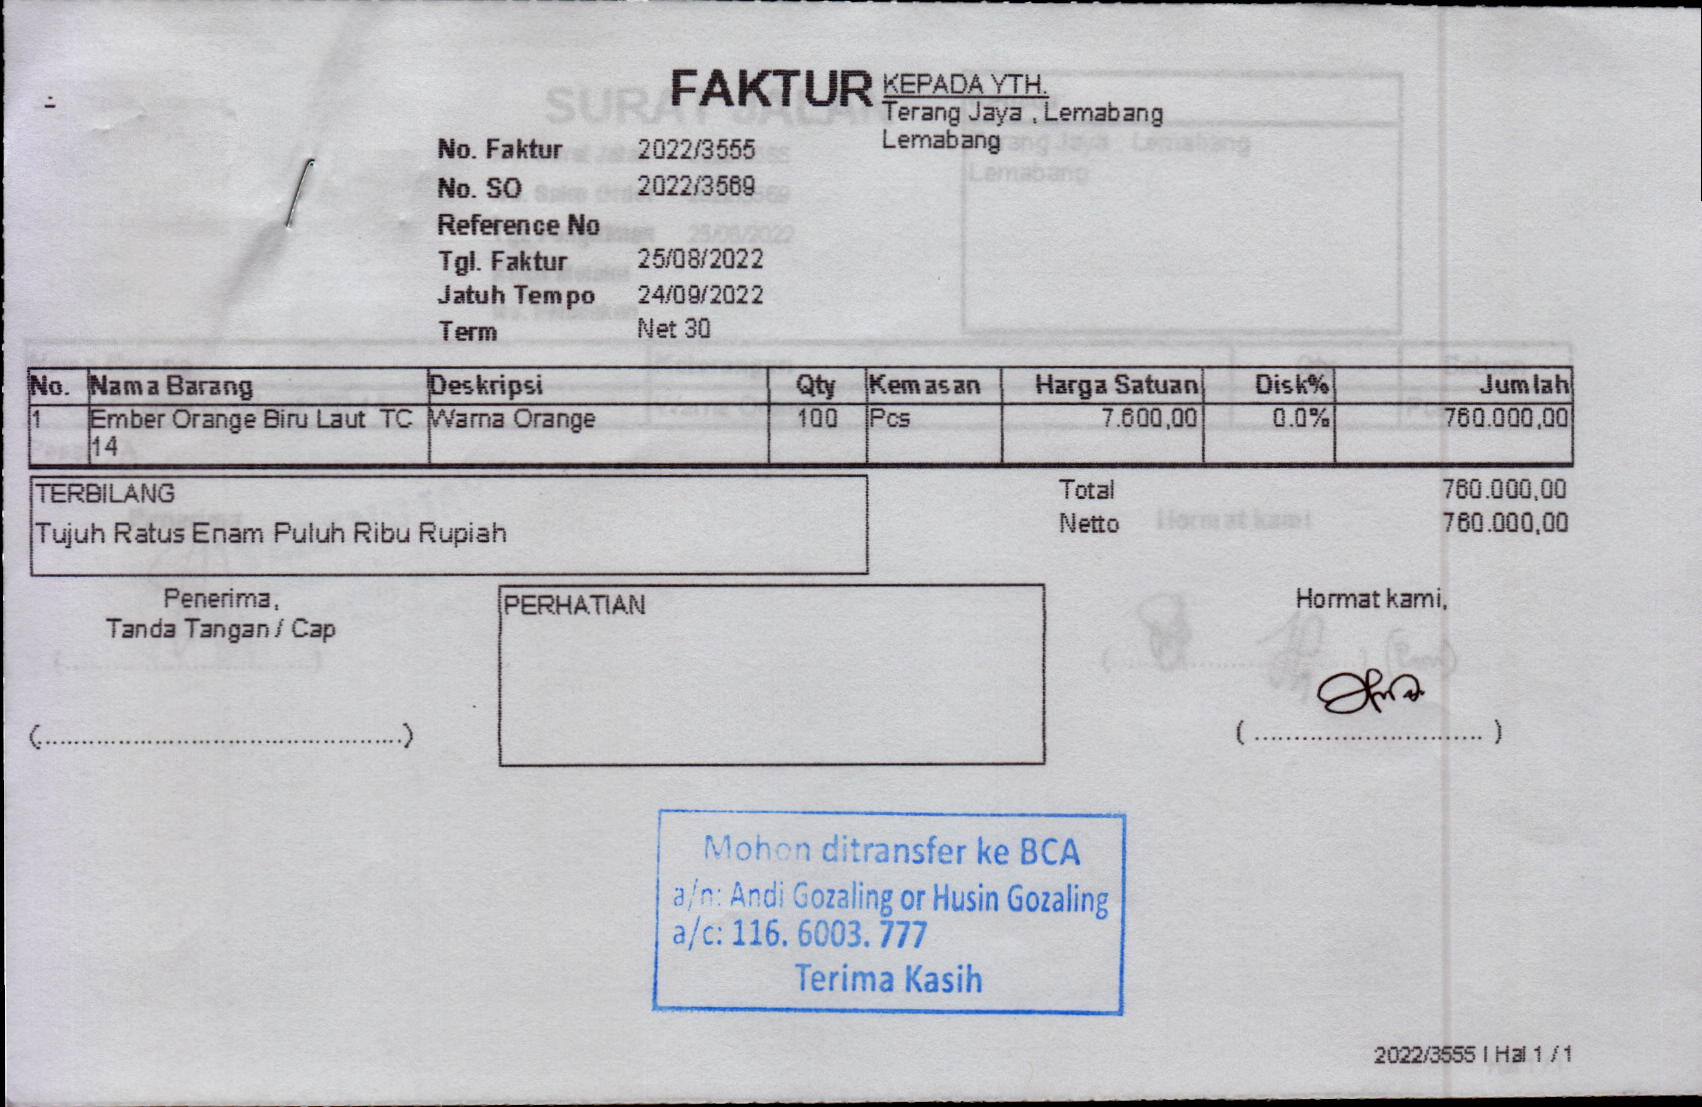 FAKTUR
KEPADA YTH.
Terang Jaya , Lemabang
Lemabang
No. Faktur 2022/3555
No. SO 2022/3569
Reference No
Tgl. Faktur 25/08/2022
Jatuh Tempo 24/09/2022
Term Net 30
No. Nama Barang Deskripsi Qty Kemasan Harga Satuan Disk% Jumlah
1 Ember Orange Biru Laut TC Warna Orange 100 Pcs 7.600,00 0.0% 760.000,00
14
TERBILANG
Tujuh Ratus Enam Puluh Ribu Rupiah
Total 760.000,00
Netto 760.000,00
Penerima,
Tanda Tangan / Cap
(................................................)
PERHATIAN
Hormat kami,
( ............................. )
Mohon ditransfer ke BCA
a/n: Andi Gozaling or Husin Gozaling
a/c: 116. 6003. 777
Terima Kasih
2022/3555 | Hal 1 / 1